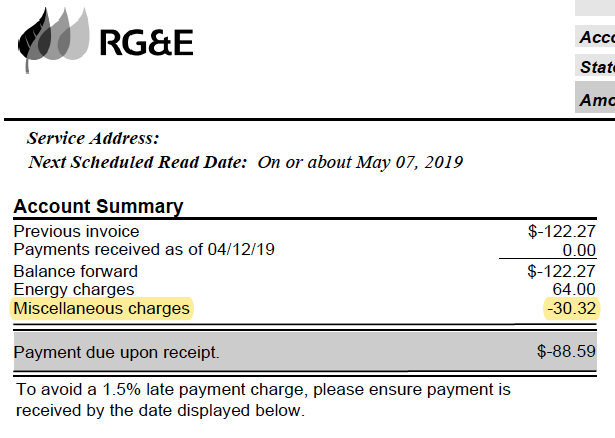 RG&E
Service Address:
Next Scheduled Read Date: On or about May 07, 2019
Account Summary
Previous invoice $-122.27
Payments received as of 04/12/19 0.00
Balance forward $-122.27
Energy charges 64.00
Miscellaneous charges -30.32
Payment due upon receipt. $-88.59
To avoid a 1.5% late payment charge, please ensure payment is
received by the date displayed below.